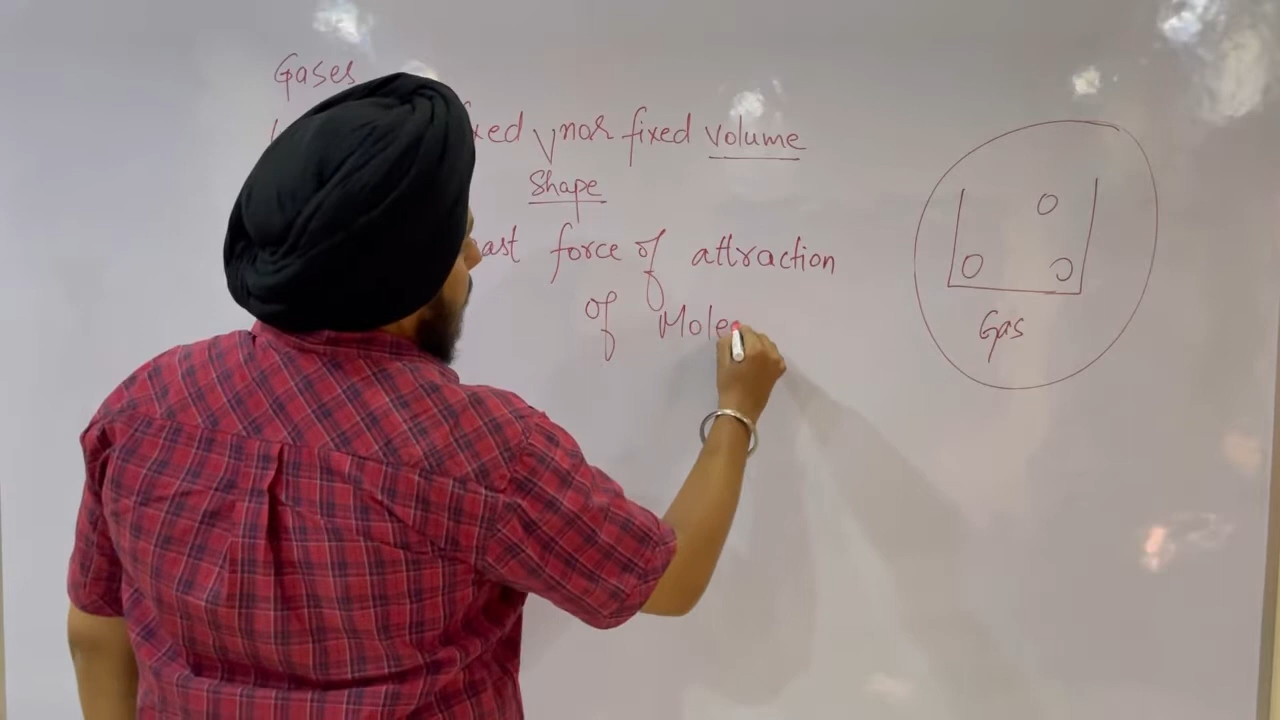 Gases
xed nor fixed volume
Shape
ast force of attraction
of Mole
Gas